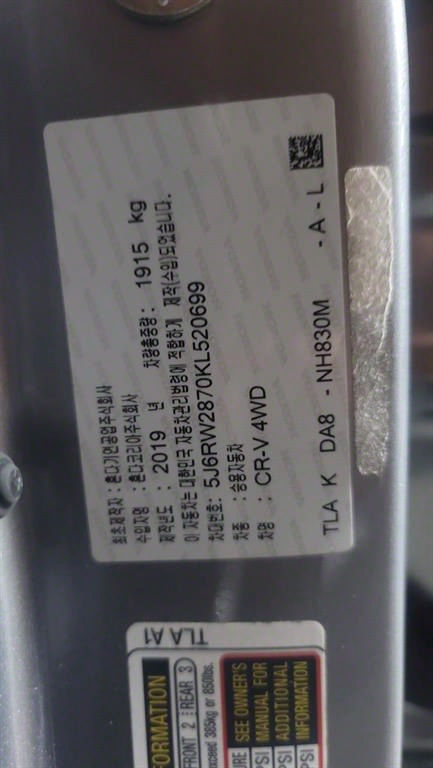 최초제작자 : 혼다기연공업주식회사
수입자명 : 혼다코리아주식회사
제작년도 : 2019 년 차량총중량: 1915 kg
이 자동차는 대한민국 자동차관리법령에 적합하게 제작(수입)되었습니다.
차대번호: 5J6RW2870KL520699
차종 : 승용자동차
차명 : CR-V 4WD
TLA K DA8 - NH830M - A - L
TLA A1
FORMATION
FRONT 2 REAR 3
exceed 385kg or 850lbs.
URE SEE OWNER'S
PSI MANUAL FOR
PSI ADDITIONAL
PSI INFORMATION